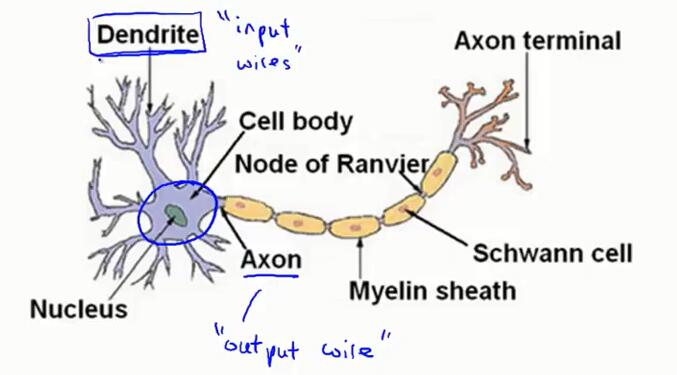 Dendrite
"input
wires"
Axon terminal
Cell body
Node of Ranvier
Axon
Schwann cell
Myelin sheath
Nucleus
"output wire"